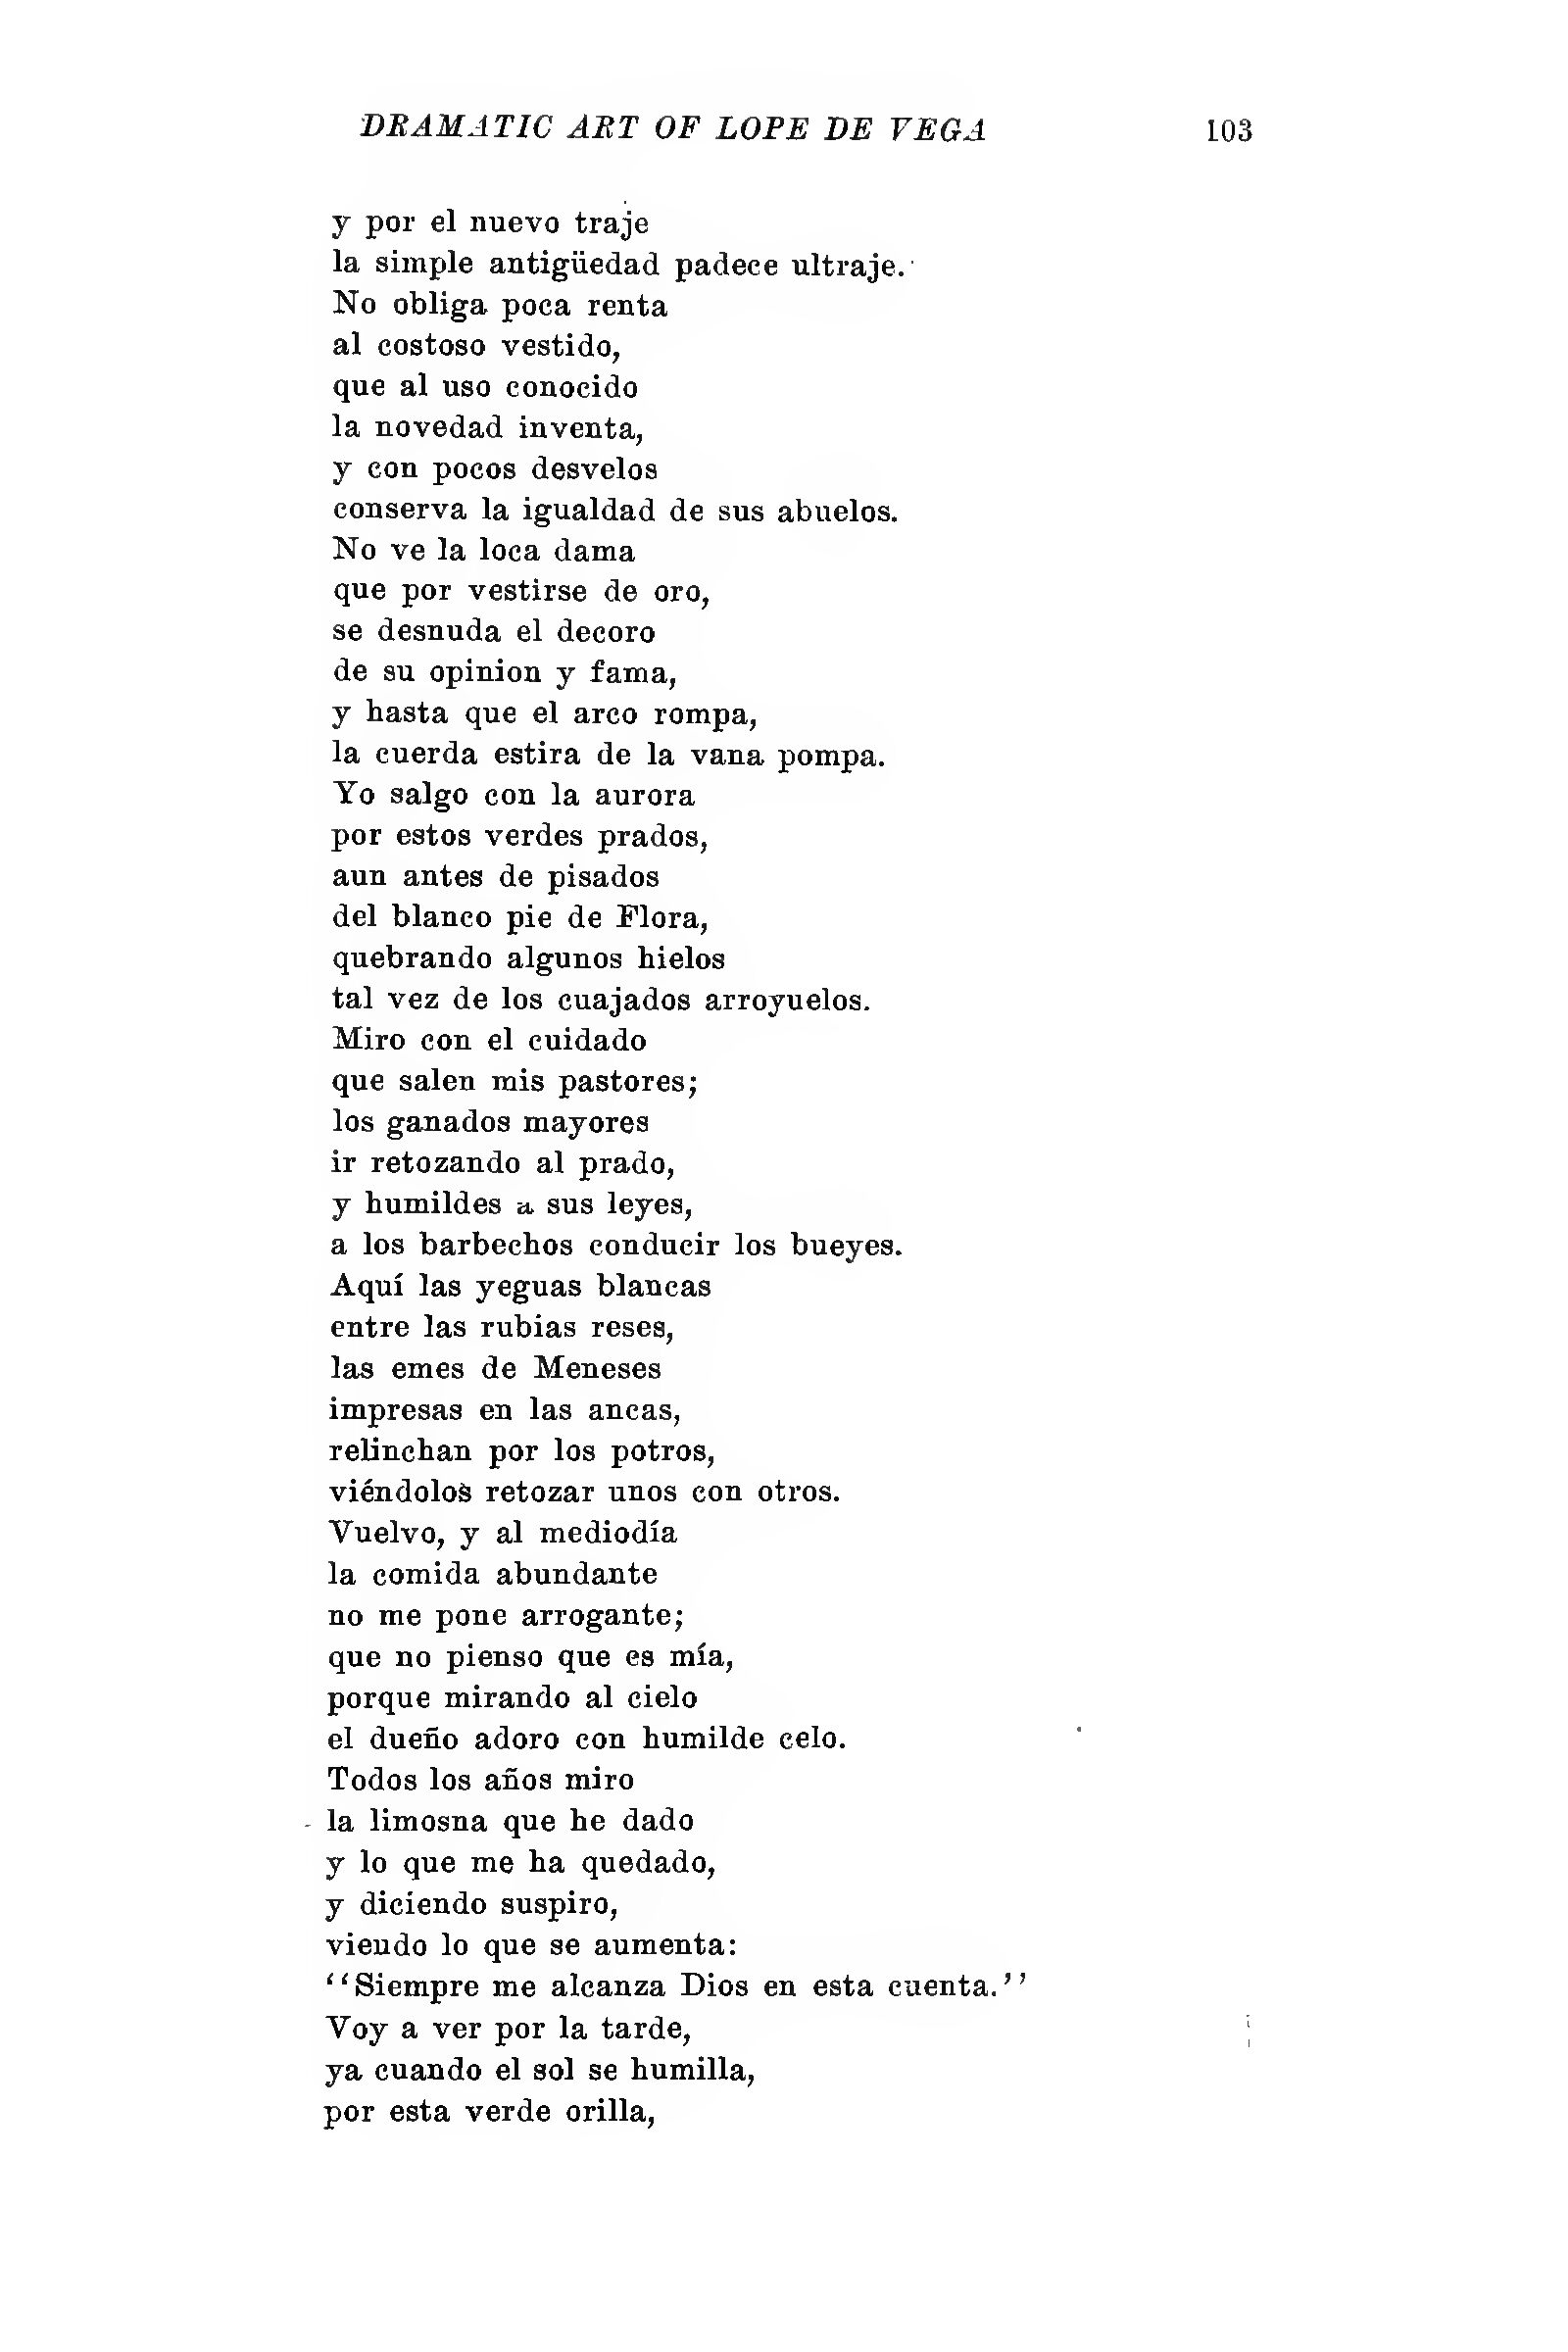 DRAMATIC ART OF LOPE DE VEGA 103
y por el nuevo traje
la simple antigüedad padece ultraje.
No obliga poca renta
al costoso vestido,
que al uso conocido
la novedad inventa,
y con pocos desvelos
conserva la igualdad de sus abuelos.
No ve la loca dama
que por vestirse de oro,
se desnuda el decoro
de su opinion y fama,
y hasta que el arco rompa,
la cuerda estira de la vana pompa.
Yo salgo con la aurora
por estos verdes prados,
aun antes de pisados
del blanco pie de Flora,
quebrando algunos hielos
tal vez de los cuajados arroyuelos.
Miro con el cuidado
que salen mis pastores;
los ganados mayores
ir retozando al prado,
y humildes a sus leyes,
a los barbechos conducir los bueyes.
Aquí las yeguas blancas
entre las rubias reses,
las emes de Meneses
impresas en las ancas,
relinchan por los potros,
viéndolos retozar unos con otros.
Vuelvo, y al mediodía
la comida abundante
no me pone arrogante;
que no pienso que es mía,
porque mirando al cielo
el dueño adoro con humilde celo.
Todos los años miro
la limosna que he dado
y lo que me ha quedado,
y diciendo suspiro,
viendo lo que se aumenta:
‘‘Siempre me alcanza Dios en esta cuenta.’’
Voy a ver por la tarde,
ya cuando el sol se humilla,
por esta verde orilla,